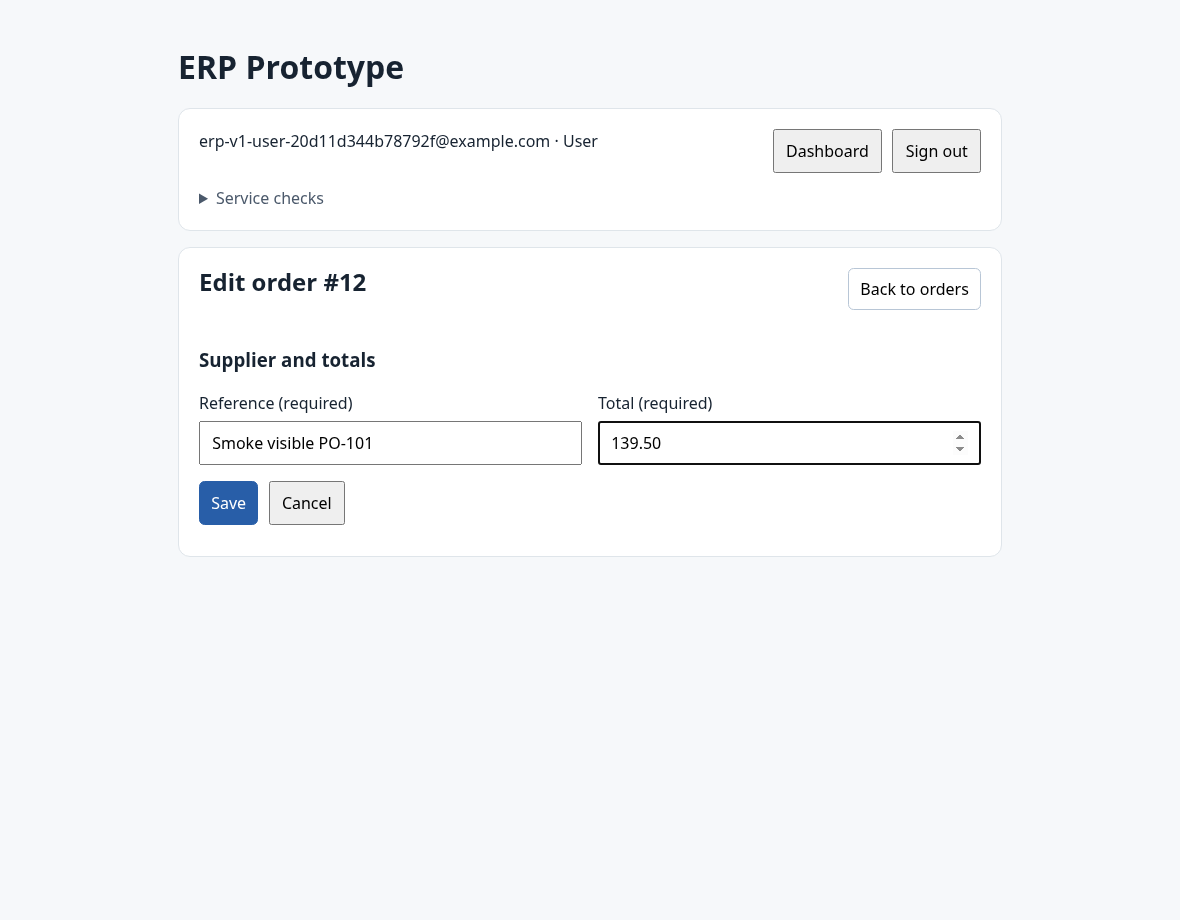 ERP Prototype
erp-v1-user-20d11d344b78792f@example.com · User
Dashboard
Sign out
Service checks
Edit order #12
Back to orders
Supplier and totals
Reference (required)
Total (required)
Smoke visible PO-101
139.50
Save
Cancel